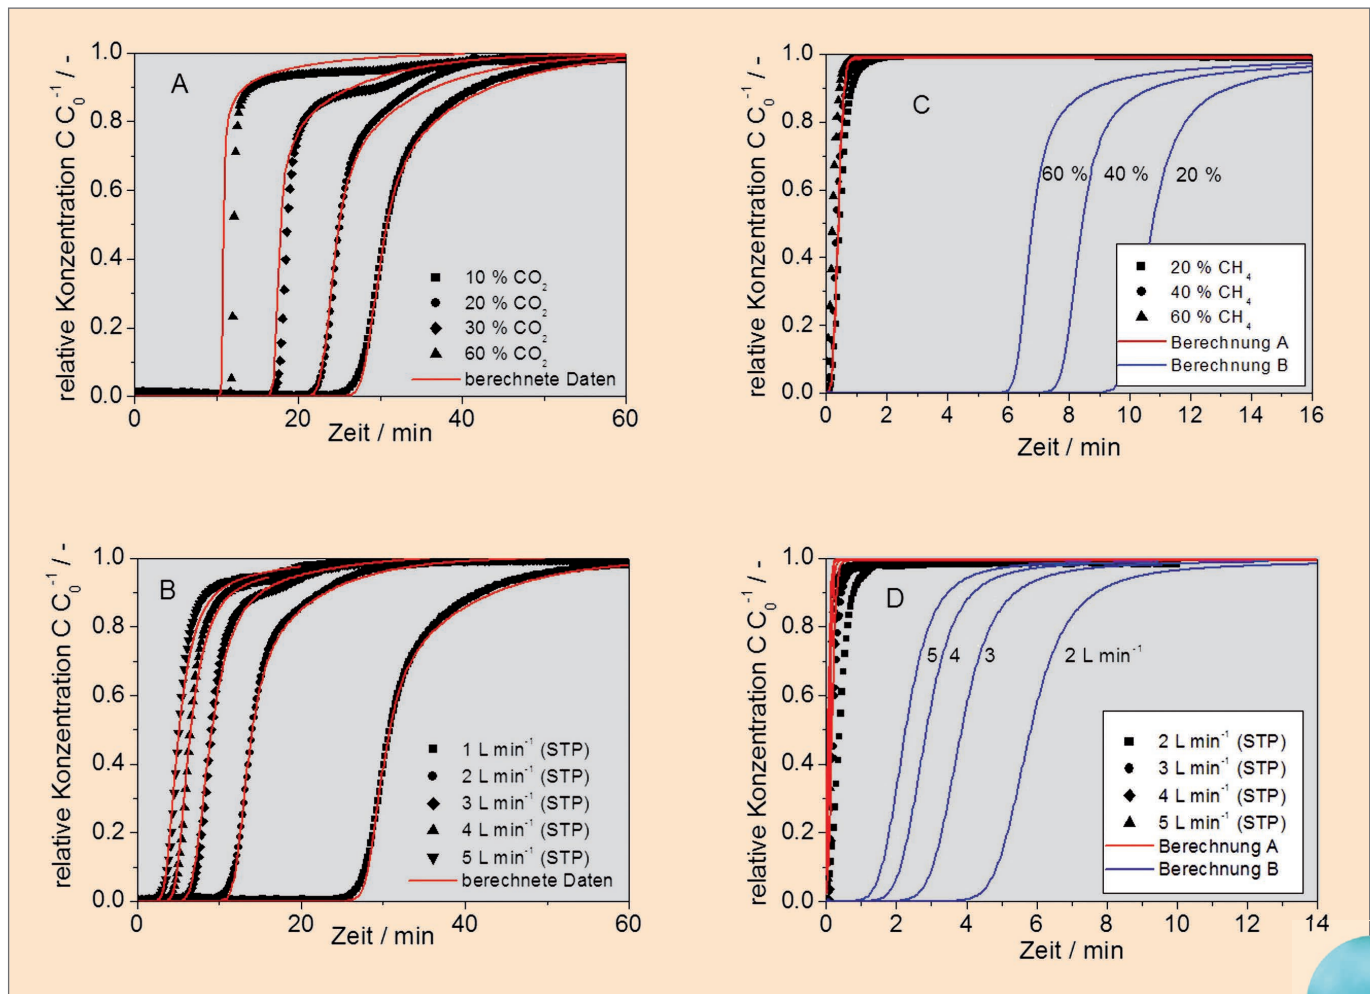 relative Konzentration C C₀⁻¹ / -
1.0
0.8
0.6
0.4
0.2
0.0
A
10 % CO₂
20 % CO₂
30 % CO₂
60 % CO₂
berechnete Daten
0
20
40
60
Zeit / min
relative Konzentration C C₀⁻¹ / -
1.0
0.8
0.6
0.4
0.2
0.0
C
60 %
40 %
20 %
20 % CH₄
40 % CH₄
60 % CH₄
Berechnung A
Berechnung B
0
2
4
6
8
10
12
14
16
Zeit / min
relative Konzentration C C₀⁻¹ / -
1.0
0.8
0.6
0.4
0.2
0.0
B
1 L min⁻¹ (STP)
2 L min⁻¹ (STP)
3 L min⁻¹ (STP)
4 L min⁻¹ (STP)
5 L min⁻¹ (STP)
berechnete Daten
0
20
40
60
Zeit / min
relative Konzentration C C₀⁻¹ / -
1.0
0.8
0.6
0.4
0.2
0.0
D
5
4
3
2 L min⁻¹
2 L min⁻¹ (STP)
3 L min⁻¹ (STP)
4 L min⁻¹ (STP)
5 L min⁻¹ (STP)
Berechnung A
Berechnung B
0
2
4
6
8
10
12
14
Zeit / min